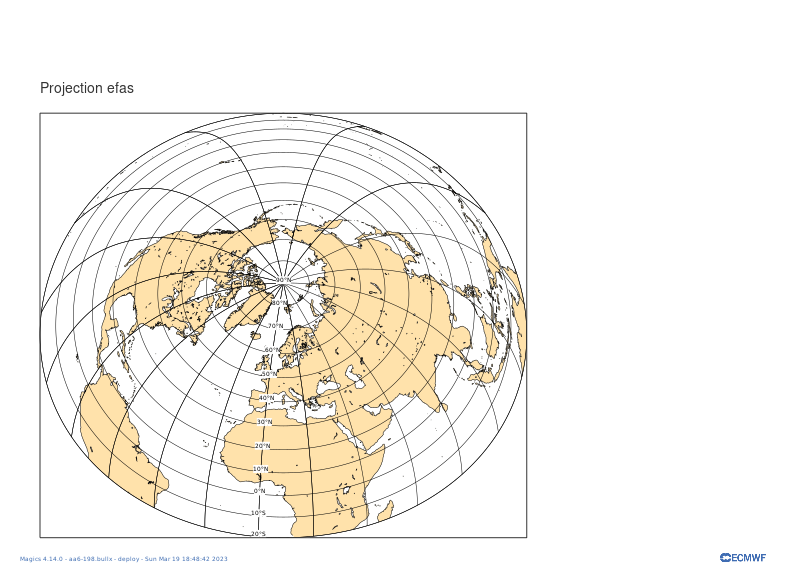 Projection efas
90°N
80°N
70°N
60°N
50°N
40°N
30°N
20°N
10°N
0°N
10°S
20°S
Magics 4.14.0 - aa6-198.bullx - deploy - Sun Mar 19 18:48:42 2023
ECMWF